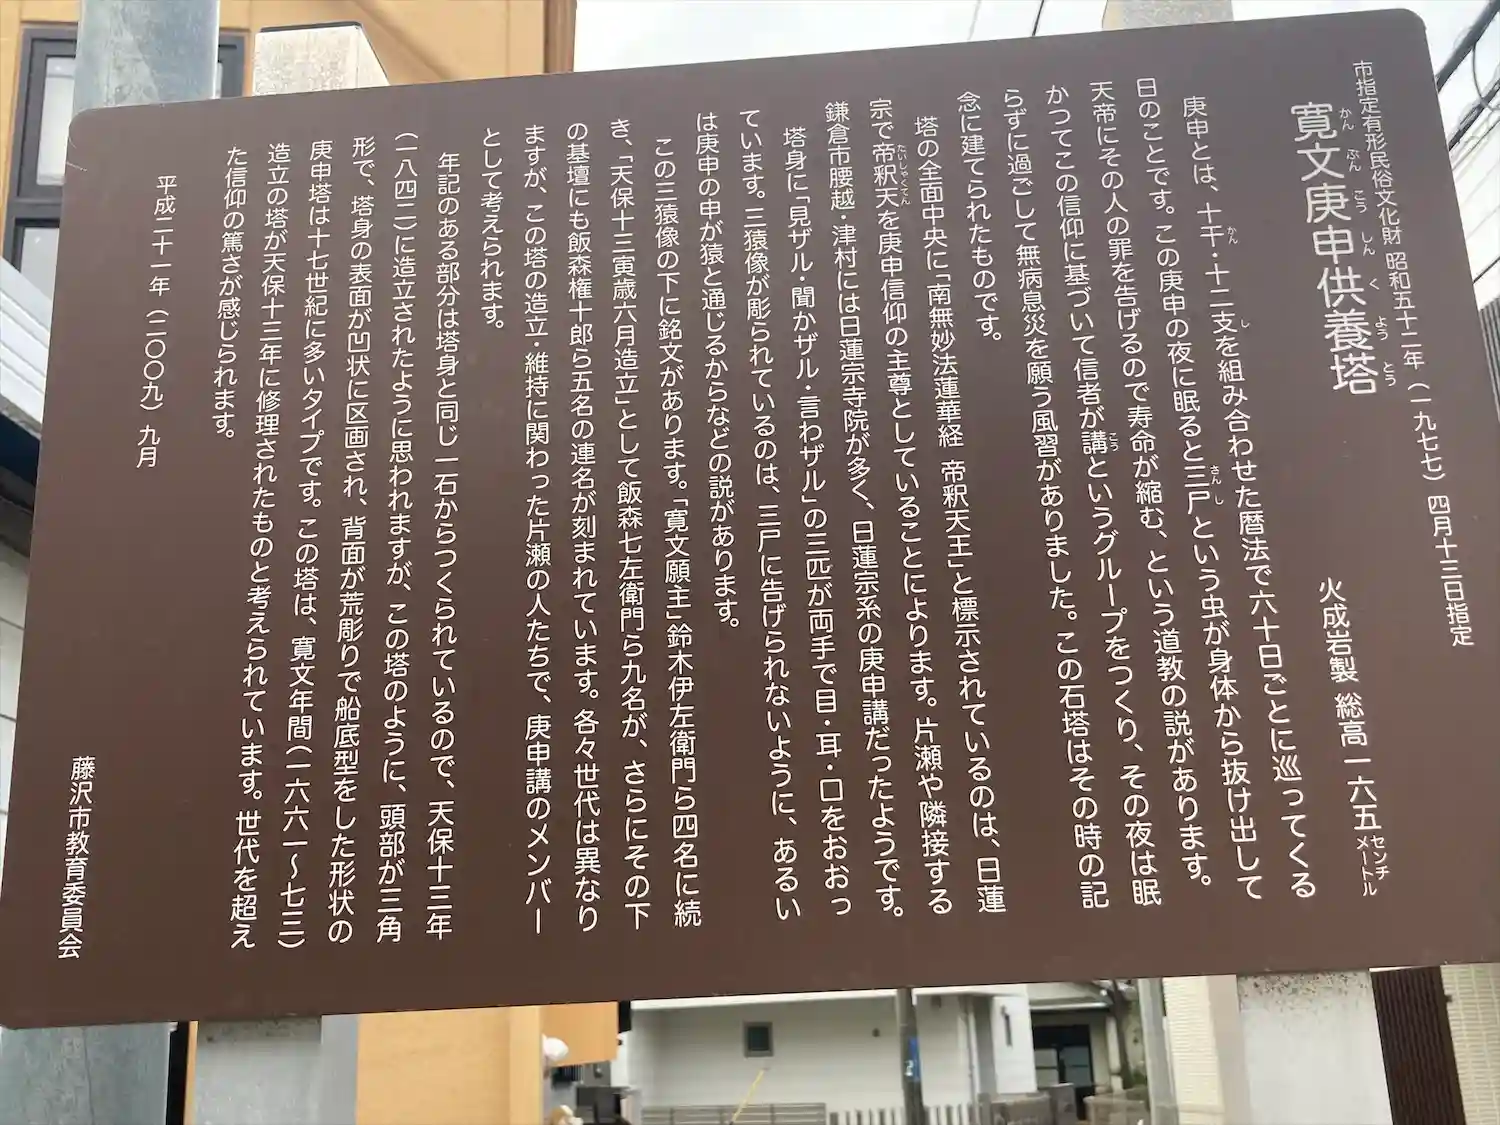 市指定有形民俗文化財 昭和五十二年(一九七七)四月十三日指定
寛文庚申供養塔
かん ぶん こう しん く よう とう
火成岩製 総高一六五センチメートル
庚申とは、十干・十二支を組み合わせた暦法で六十日ごとに巡ってくる
かん し
日のことです。この庚申の夜に眠ると三尸という虫が身体から抜け出して
さん し
天帝にその人の罪を告げるので寿命が縮む、という道教の説があります。
かつてこの信仰に基づいて信者が講というグループをつくり、その夜は眠
こう
らずに過ごして無病息災を願う風習がありました。この石塔はその時の記
念に建てられたものです。
塔の全面中央に「南無妙法蓮華経 帝釈天王」と標示されているのは、日蓮
宗で帝釈天を庚申信仰の主尊としていることによります。片瀬や隣接する
たいしゃくてん
鎌倉市腰越・津村には日蓮宗寺院が多く、日蓮宗系の庚申講だったようです。
塔身に「見ザル・聞かザル・言わザル」の三匹が両手で目・耳・口をおおっ
ています。三猿像が彫られているのは、三尸に告げられないように、あるい
は庚申の申が猿と通じるからなどの説があります。
この三猿像の下に銘文があります。「寛文願主」鈴木伊左衛門ら四名に続
き、「天保十三寅歳六月造立」として飯森七左衛門ら九名が、さらにその下
の基壇にも飯森権十郎ら五名の連名が刻まれています。各々世代は異なり
ますが、この塔の造立・維持に関わった片瀬の人たちで、庚申講のメンバー
として考えられます。
年記のある部分は塔身と同じ一石からつくられているので、天保十三年
(一八四二)に造立されたように思われますが、この塔のように、頭部が三角
形で、塔身の表面が凹状に区画され、背面が荒彫りで船底型をした形状の
庚申塔は十七世紀に多いタイプです。この塔は、寛文年間(一六六一〜七三)
造立の塔が天保十三年に修理されたものと考えられています。世代を超え
た信仰の篤さが感じられます。
平成二十一年(二〇〇九)九月
藤沢市教育委員会